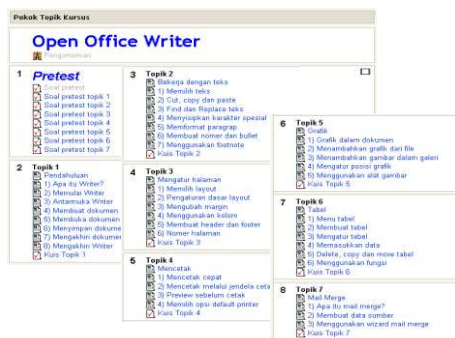 Pokok Topik Kursus
Open Office Writer
Pengumuman
1
Pretest
Soal pretest
Soal pretest topik 1
Soal pretest topik 2
Soal pretest topik 3
Soal pretest topik 4
Soal pretest topik 5
Soal pretest topik 6
Soal pretest topik 7
2
Topik 1
Pendahuluan
1) Apa itu Writer?
2) Memulai Writer
3) Antarmuka Writer
4) Membuat dokumen
5) Membuka dokumen
6) Menyimpan dokume
7) Mengakhiri dokume
8) Mengakhiri Writer
Kuis Topik 1
3
Topik 2
Bekerja dengan teks
1) Memilih teks
2) Cut, copy dan paste
3) Find dan Replace teks
4) Menyisipkan karakter spesial
5) Memformat paragrap
6) Membuat nomer dan bullet
7) Menggunakan footnote
Kuis Topik 2
4
Topik 3
Mengatur halaman
1) Memilih layout
2) Pengaturan dasar layout
3) Mengubah margin
4) Menggunakan kolom
5) Membuat header dan footer
6) Nomer halaman
Kuis Topik 3
5
Topik 4
Mencetak
1) Mencetak cepat
2) Mencetak melalui jendela ceta
3) Preview sebelum cetak
4) Memilih opsi default printer
Kuis Topik 4
6
Topik 5
Grafik
1) Grafik dalam dokumen
2) Menambahkan grafik dari file
3) Menambahkan gambar dalam galeri
4) Mengatur posisi grafik
5) Menggunakan alat gambar
Kuis Topik 5
7
Topik 6
Tabel
1) Menu tabel
2) Membuat tabel
3) Mengatur tabel
4) Memasukkan data
5) Delete, copy dan move tabel
6) Menggunakan fungsi
Kuis Topik 6
8
Topik 7
Mail Merge
1) Apa itu mail merge?
2) Membuat data sumber
3) Menggunakan wizard mail merge
Kuis Topik 7